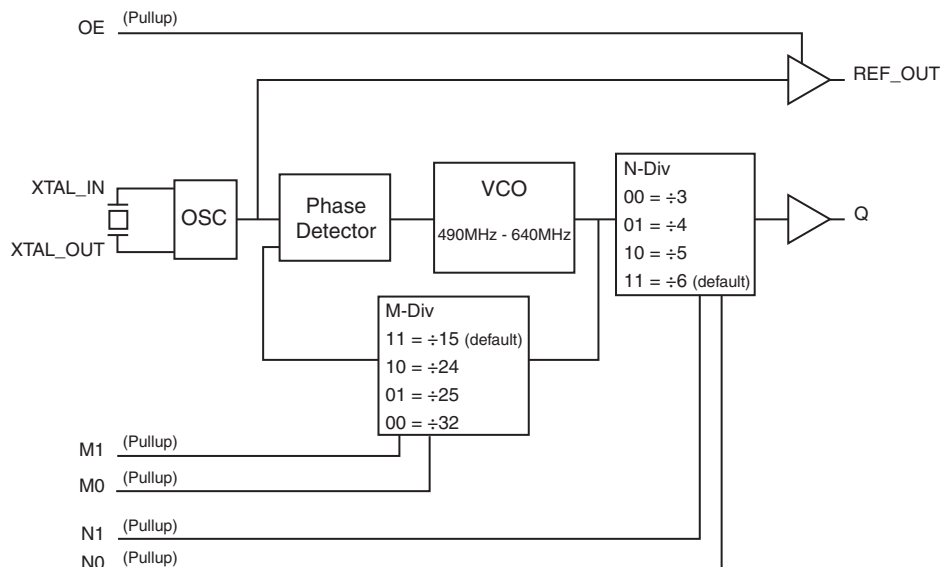 OE (Pullup)
REF_OUT
XTAL_IN
XTAL_OUT
OSC
Phase
Detector
VCO
490MHz - 640MHz
N-Div
00 = ÷3
01 = ÷4
10 = ÷5
11 = ÷6 (default)
Q
M-Div
11 = ÷15 (default)
10 = ÷24
01 = ÷25
00 = ÷32
M1 (Pullup)
M0 (Pullup)
N1 (Pullup)
N0 (Pullup)